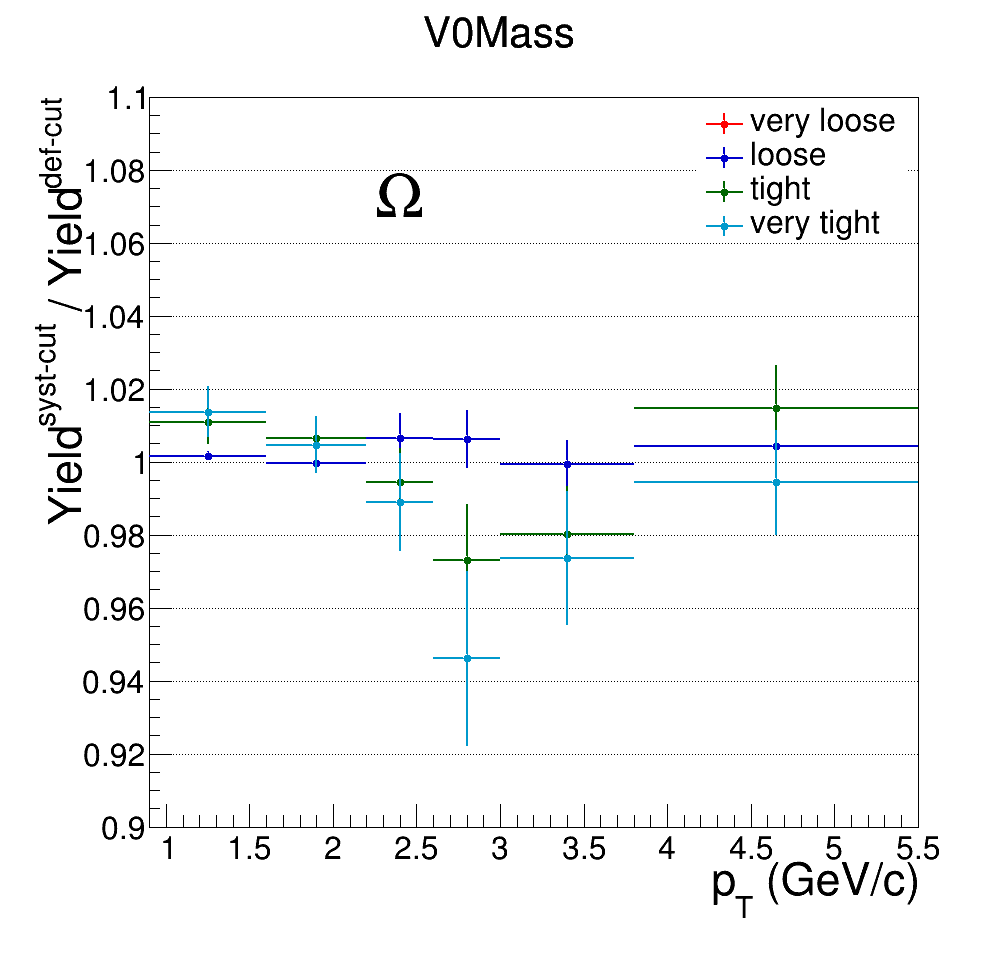 V0Mass
Yield^syst-cut / Yield^def-cut
1.1
1.08
1.06
1.04
1.02
1
0.98
0.96
0.94
0.92
0.9
Ω
very loose
loose
tight
very tight
1 1.5 2 2.5 3 3.5 4 4.5 5 5.5
p_T (GeV/c)